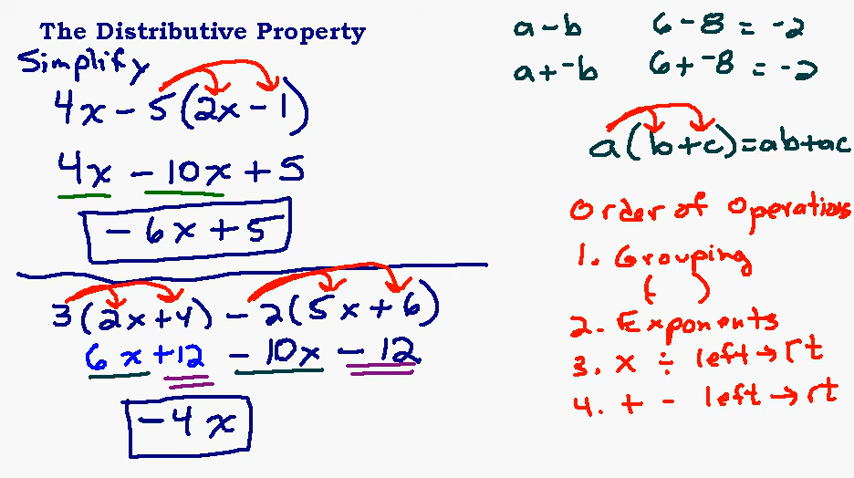 The Distributive Property
Simplify
4x - 5(2x - 1)
4x - 10x + 5
- 6x + 5
3(2x + 4) - 2(5x + 6)
6x + 12 - 10x - 12
- 4x
a - b    6 - 8 = -2
a + -b    6 + -8 = -2
a(b + c) = ab + ac
Order of Operations
1. Grouping
( )
2. Exponents
3. x ÷ left → rt
4. + - left → rt